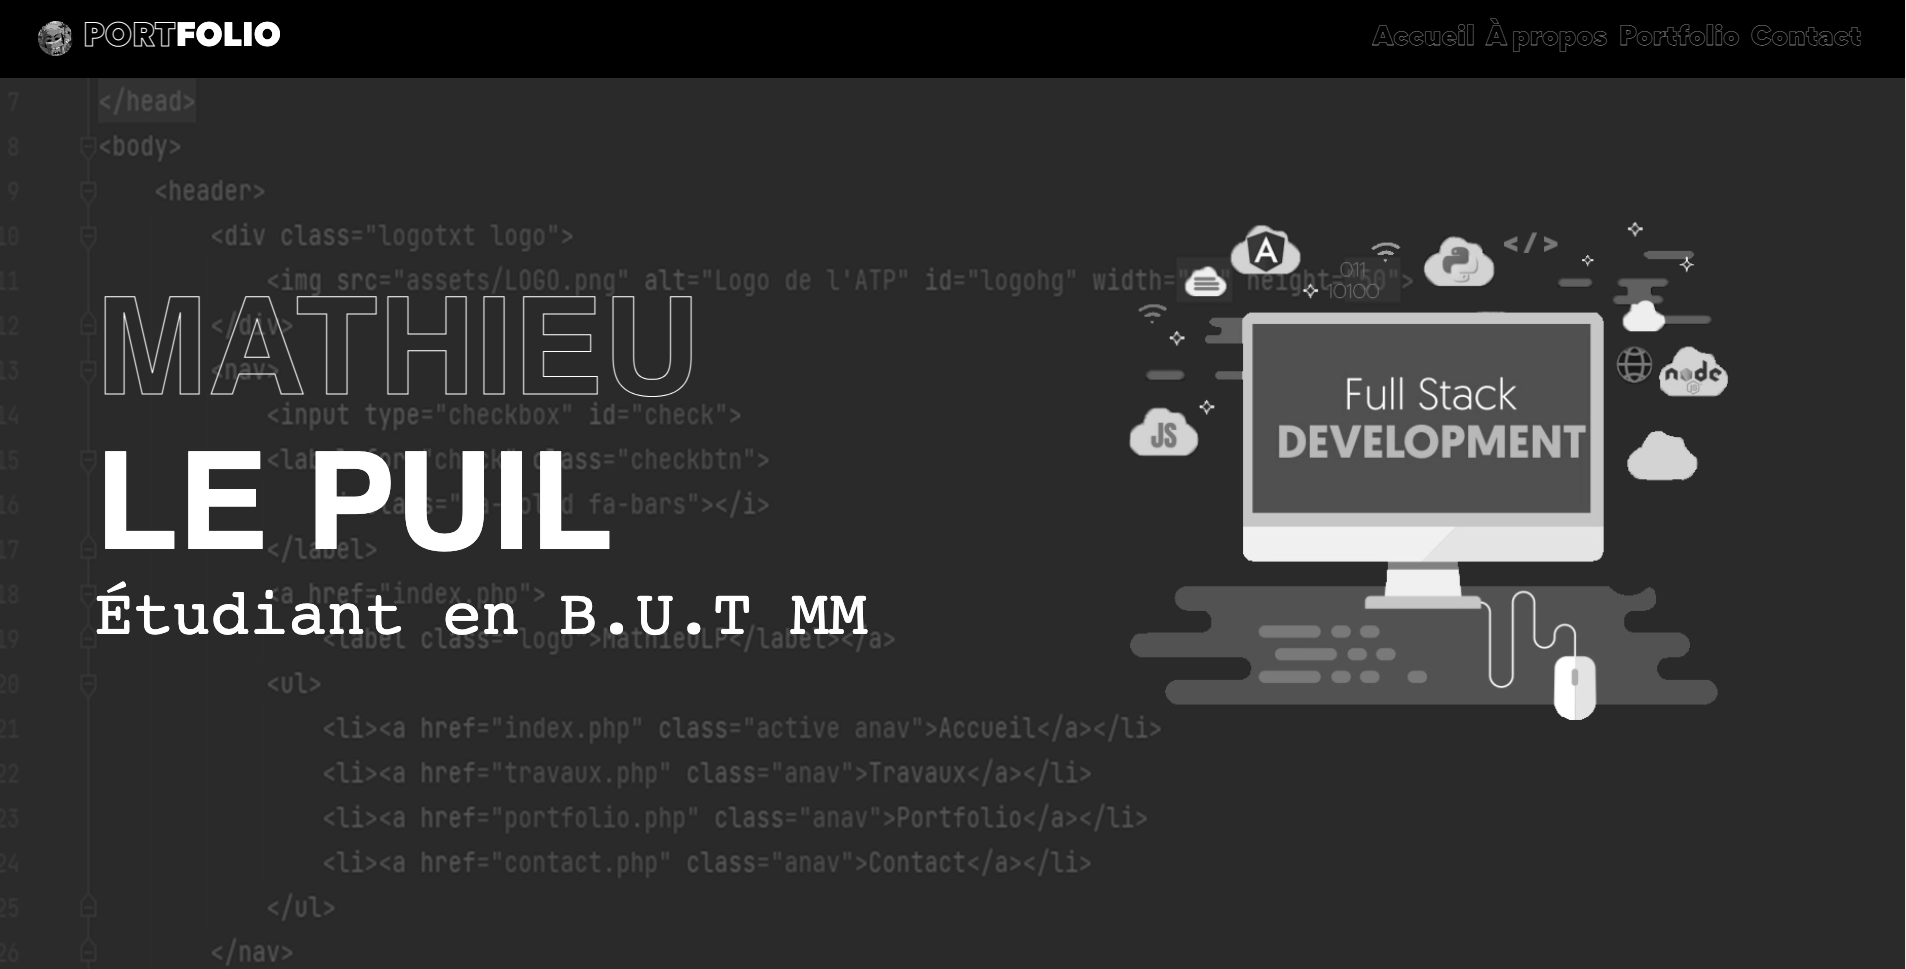 PORTFOLIO
Accueil À propos Portfolio Contact
7 </head>
8 <body>
9 <header>
10 <div class="logotxt logo">
11 <img src="assets/LOGO.png" alt="Logo de l'ATP" id="logohg" width=" height="50">
12 </div>
13 <nav>
14 <input type="checkbox" id="check">
15 <label for="check" class="checkbtn">
16 fa-bars"></i>
17 </label>
18 <a href="index.php">
19 <label class="logo">MathieuLP</label></a>
20 <ul>
21 <li><a href="index.php" class="active anav">Accueil</a></li>
22 <li><a href="travaux.php" class="anav">Travaux</a></li>
23 <li><a href="portfolio.php" class="anav">Portfolio</a></li>
24 <li><a href="contact.php" class="anav">Contact</a></li>
25 </ul>
26 </nav>
MATHIEU
LE PUIL
Étudiant en B.U.T MM
A
</>
011
10100
node
JS
JS
Full Stack
DEVELOPMENT